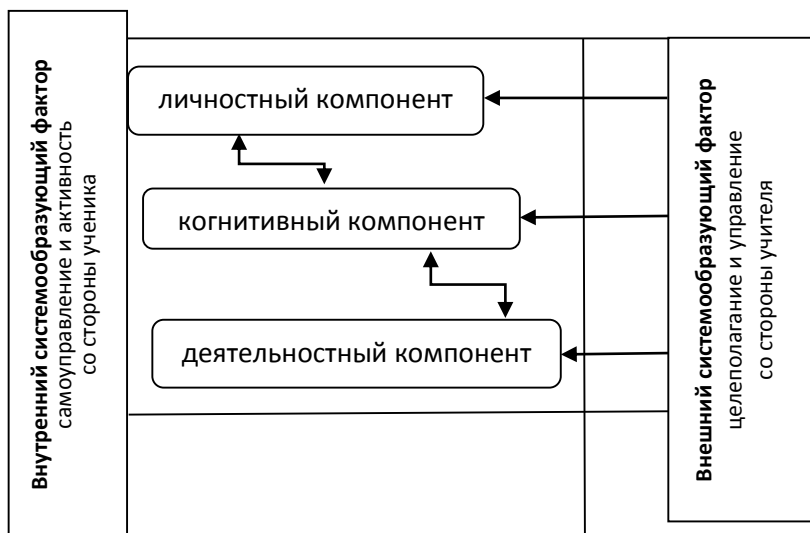 Внутренний системообразующий фактор
самоуправление и активность
со стороны ученика
личностный компонент
когнитивный компонент
деятельностный компонент
Внешний системообразующий фактор
целеполагание и управление
со стороны учителя